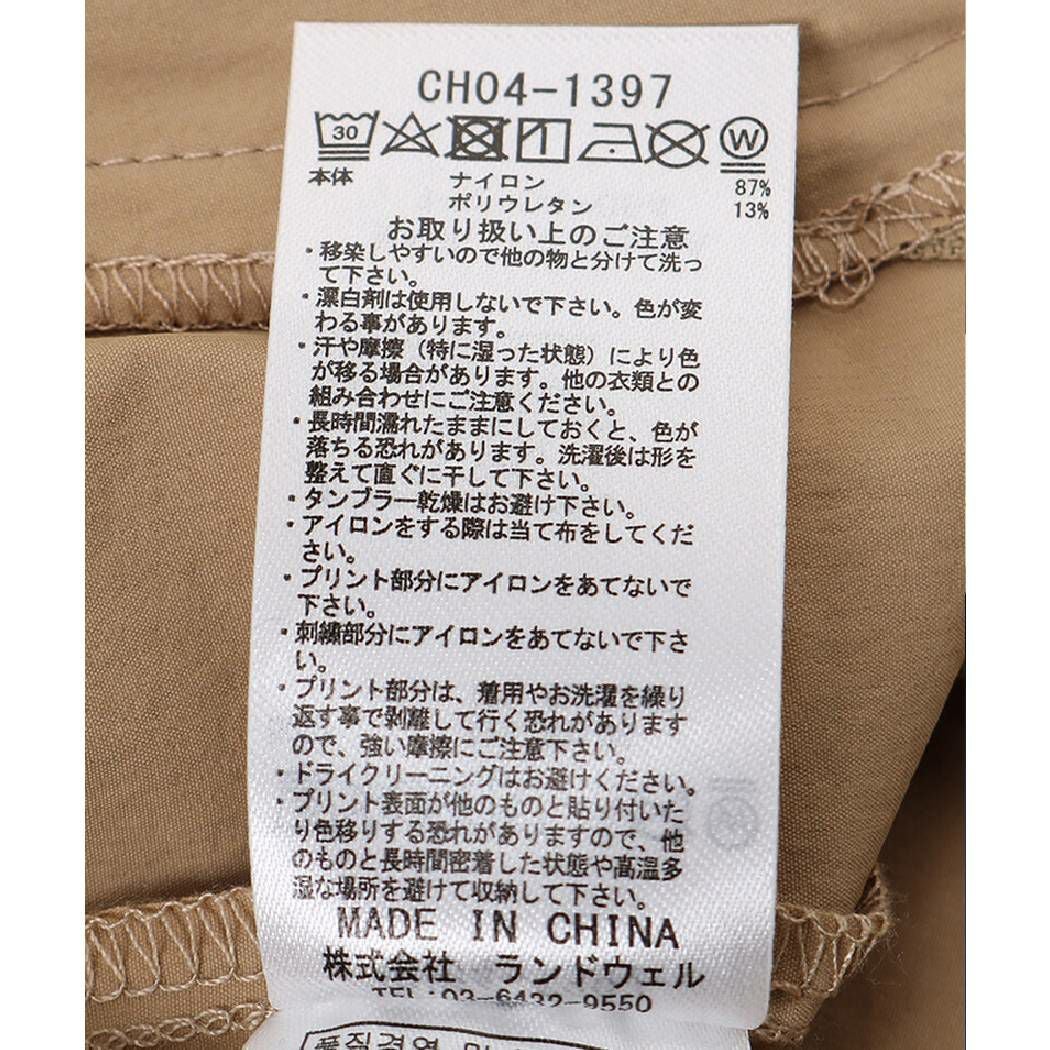 CH04-1397
30
W
本体
ナイロン 87%
ポリウレタン 13%
お取り扱い上のご注意
・移染しやすいので他の物と分けて洗っ
て下さい。
・漂白剤は使用しないで下さい。色が変
わる事があります。
・汗や摩擦（特に湿った状態）により色
が移る場合があります。他の衣類との
組み合わせにご注意ください。
・長時間濡れたままにしておくと、色が
落ちる恐れがあります。洗濯後は形を
整えて直ぐに干して下さい。
・タンブラー乾燥はお避け下さい。
・アイロンをする際は当て布をしてくだ
さい。
・プリント部分にアイロンをあてないで
下さい。
・刺繍部分にアイロンをあてないで下さ
い。
・プリント部分は、着用やお洗濯を繰り
返す事で剥離して行く恐れがあります
ので、強い摩擦にご注意下さい。
・ドライクリーニングはお避けください。
・プリント表面が他のものと貼り付いた
り色移りする恐れがありますので、他
のものと長時間密着した状態や高温多
湿な場所を避けて収納して下さい。
MADE IN CHINA
株式会社 ランドウェル
TEL:03-6432-9550
품질경영 및